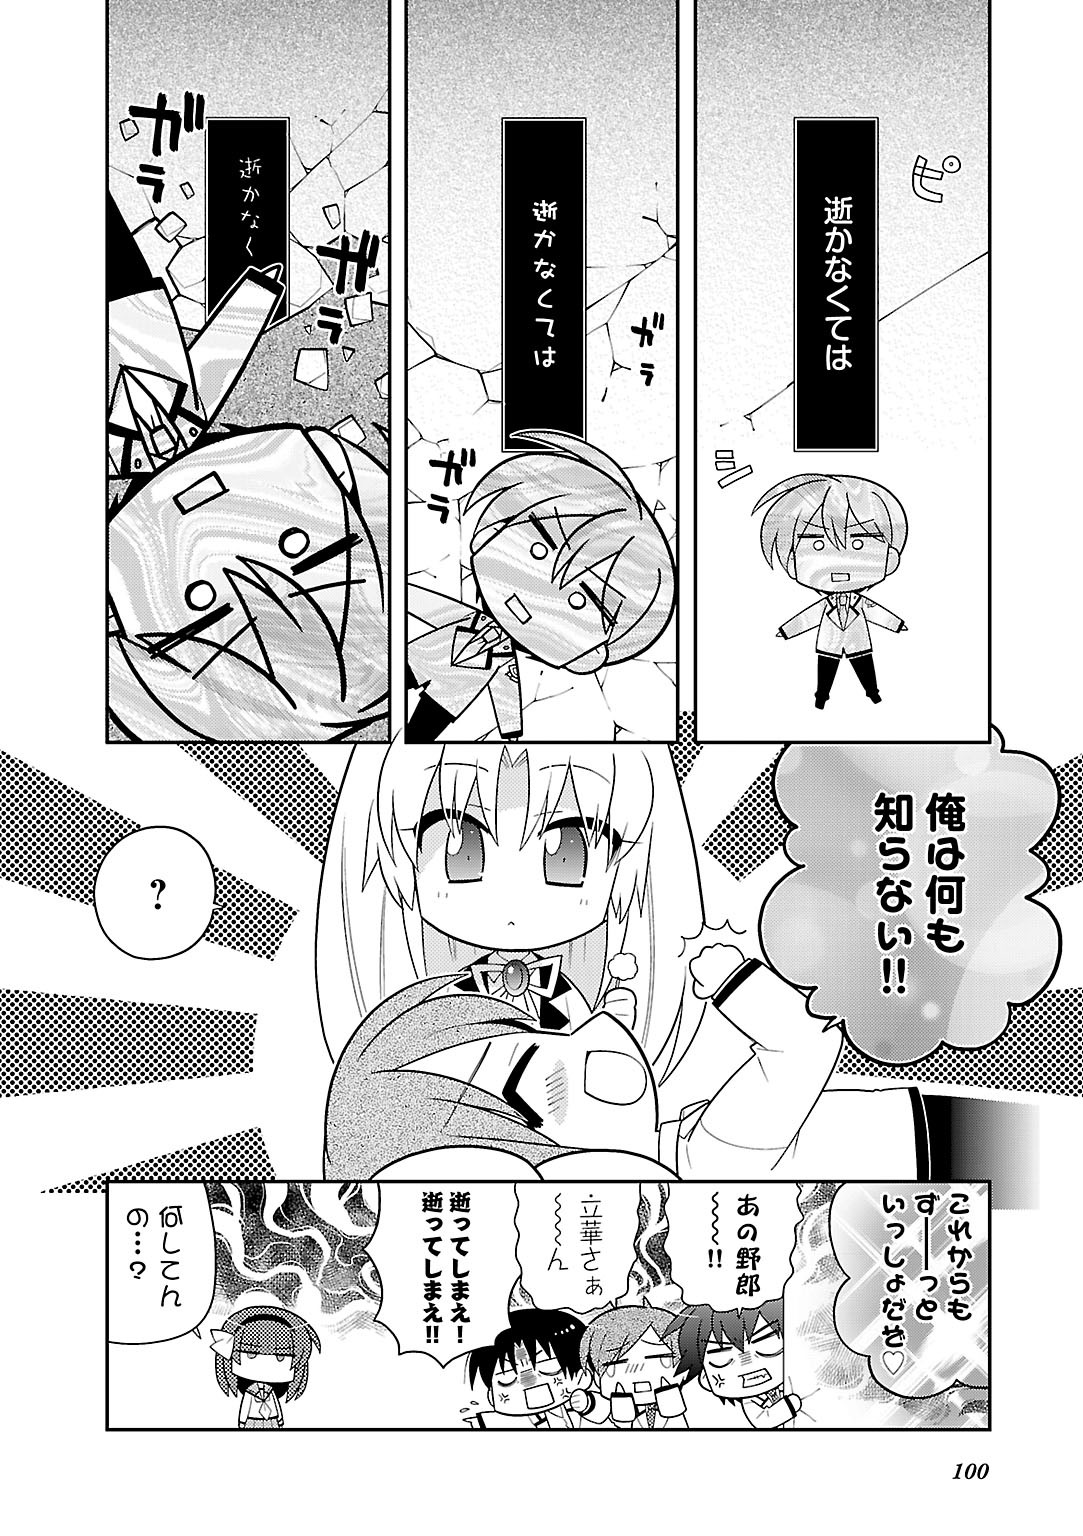 ピシ
逝かなくては
ガラ
ガラ
逝かなくては
ガラ
ガラ
逝かなく
俺は何も
知らない!!
?
これからも
ずーーっと
いっしょだぞ♡
あの野郎
〜〜〜!!
立華さぁ
〜〜〜ん
逝ってしまえ!
逝ってしまえ!!
何してん
の…?
100